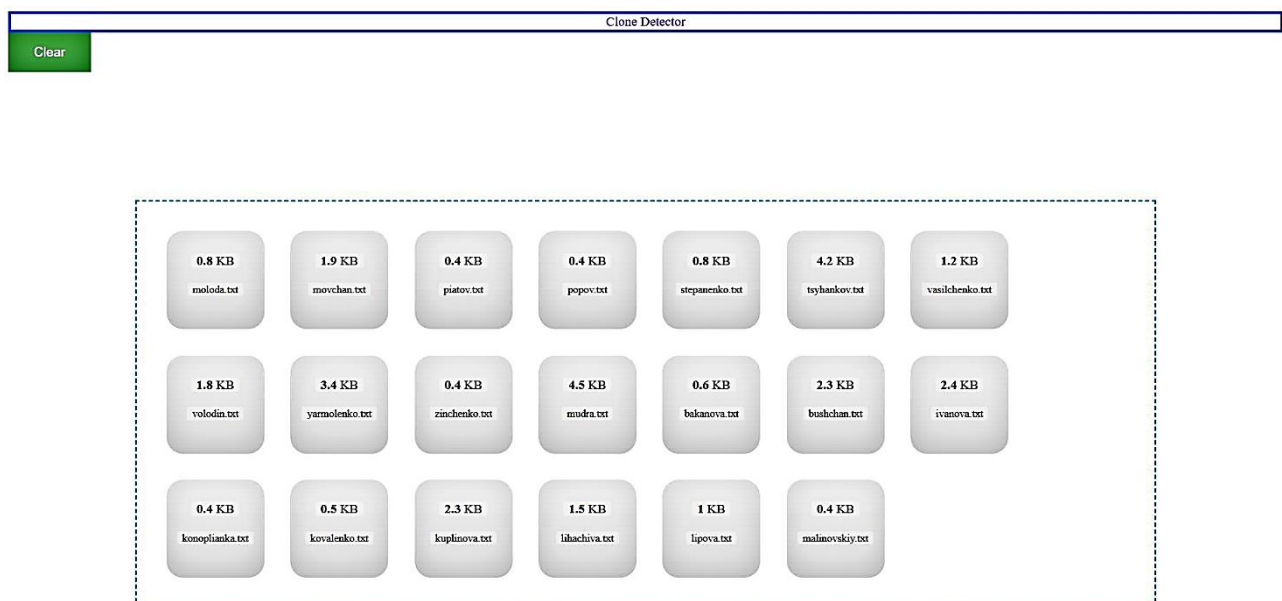 Clone Detector
Clear
0.8 KB
moloda.txt
1.9 KB
movchan.txt
0.4 KB
piatov.txt
0.4 KB
popov.txt
0.8 KB
stepanenko.txt
4.2 KB
tsyhankov.txt
1.2 KB
vasilchenko.txt
1.8 KB
volodin.txt
3.4 KB
yarmolenko.txt
0.4 KB
zinchenko.txt
4.5 KB
mudra.txt
0.6 KB
bakanova.txt
2.3 KB
bushchan.txt
2.4 KB
ivanova.txt
0.4 KB
konoplianka.txt
0.5 KB
kovalenko.txt
2.3 KB
kuplinova.txt
1.5 KB
lihachiva.txt
1 KB
lipova.txt
0.4 KB
malinovskiy.txt